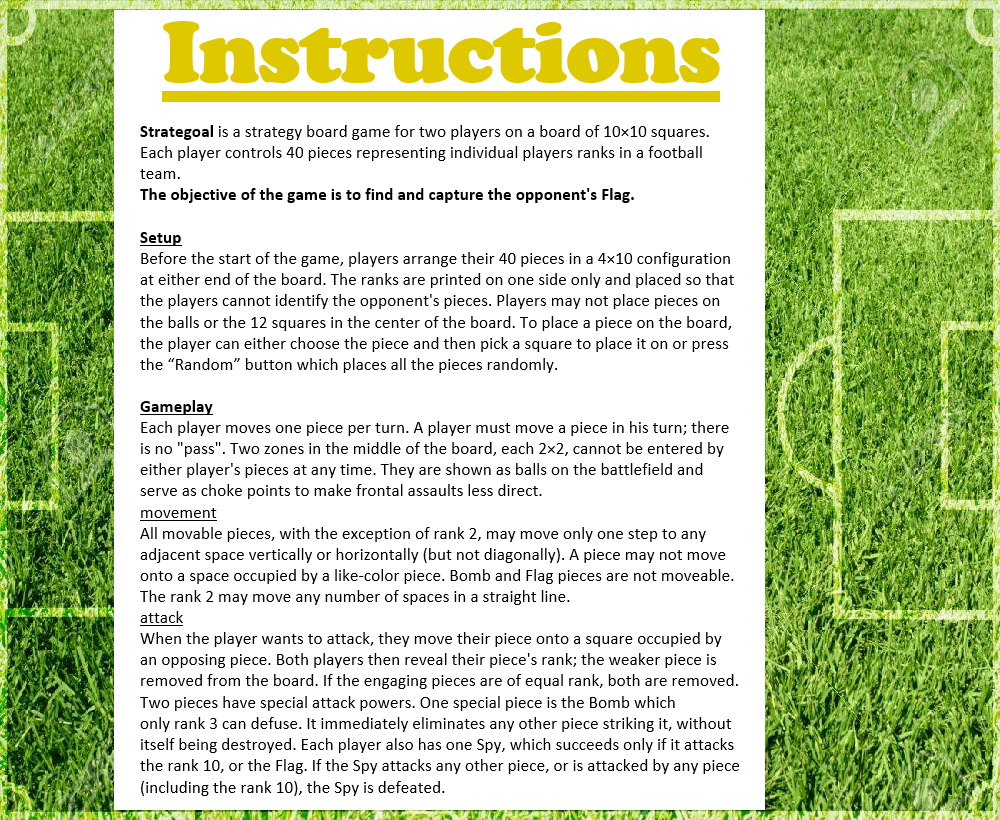 Instructions
Strategoal is a strategy board game for two players on a board of 10×10 squares.
Each player controls 40 pieces representing individual players ranks in a football
team.
The objective of the game is to find and capture the opponent's Flag.
Setup
Before the start of the game, players arrange their 40 pieces in a 4×10 configuration
at either end of the board. The ranks are printed on one side only and placed so that
the players cannot identify the opponent's pieces. Players may not place pieces on
the balls or the 12 squares in the center of the board. To place a piece on the board,
the player can either choose the piece and then pick a square to place it on or press
the “Random” button which places all the pieces randomly.
Gameplay
Each player moves one piece per turn. A player must move a piece in his turn; there
is no "pass". Two zones in the middle of the board, each 2×2, cannot be entered by
either player's pieces at any time. They are shown as balls on the battlefield and
serve as choke points to make frontal assaults less direct.
movement
All movable pieces, with the exception of rank 2, may move only one step to any
adjacent space vertically or horizontally (but not diagonally). A piece may not move
onto a space occupied by a like-color piece. Bomb and Flag pieces are not moveable.
The rank 2 may move any number of spaces in a straight line.
attack
When the player wants to attack, they move their piece onto a square occupied by
an opposing piece. Both players then reveal their piece's rank; the weaker piece is
removed from the board. If the engaging pieces are of equal rank, both are removed.
Two pieces have special attack powers. One special piece is the Bomb which
only rank 3 can defuse. It immediately eliminates any other piece striking it, without
itself being destroyed. Each player also has one Spy, which succeeds only if it attacks
the rank 10, or the Flag. If the Spy attacks any other piece, or is attacked by any piece
(including the rank 10), the Spy is defeated.